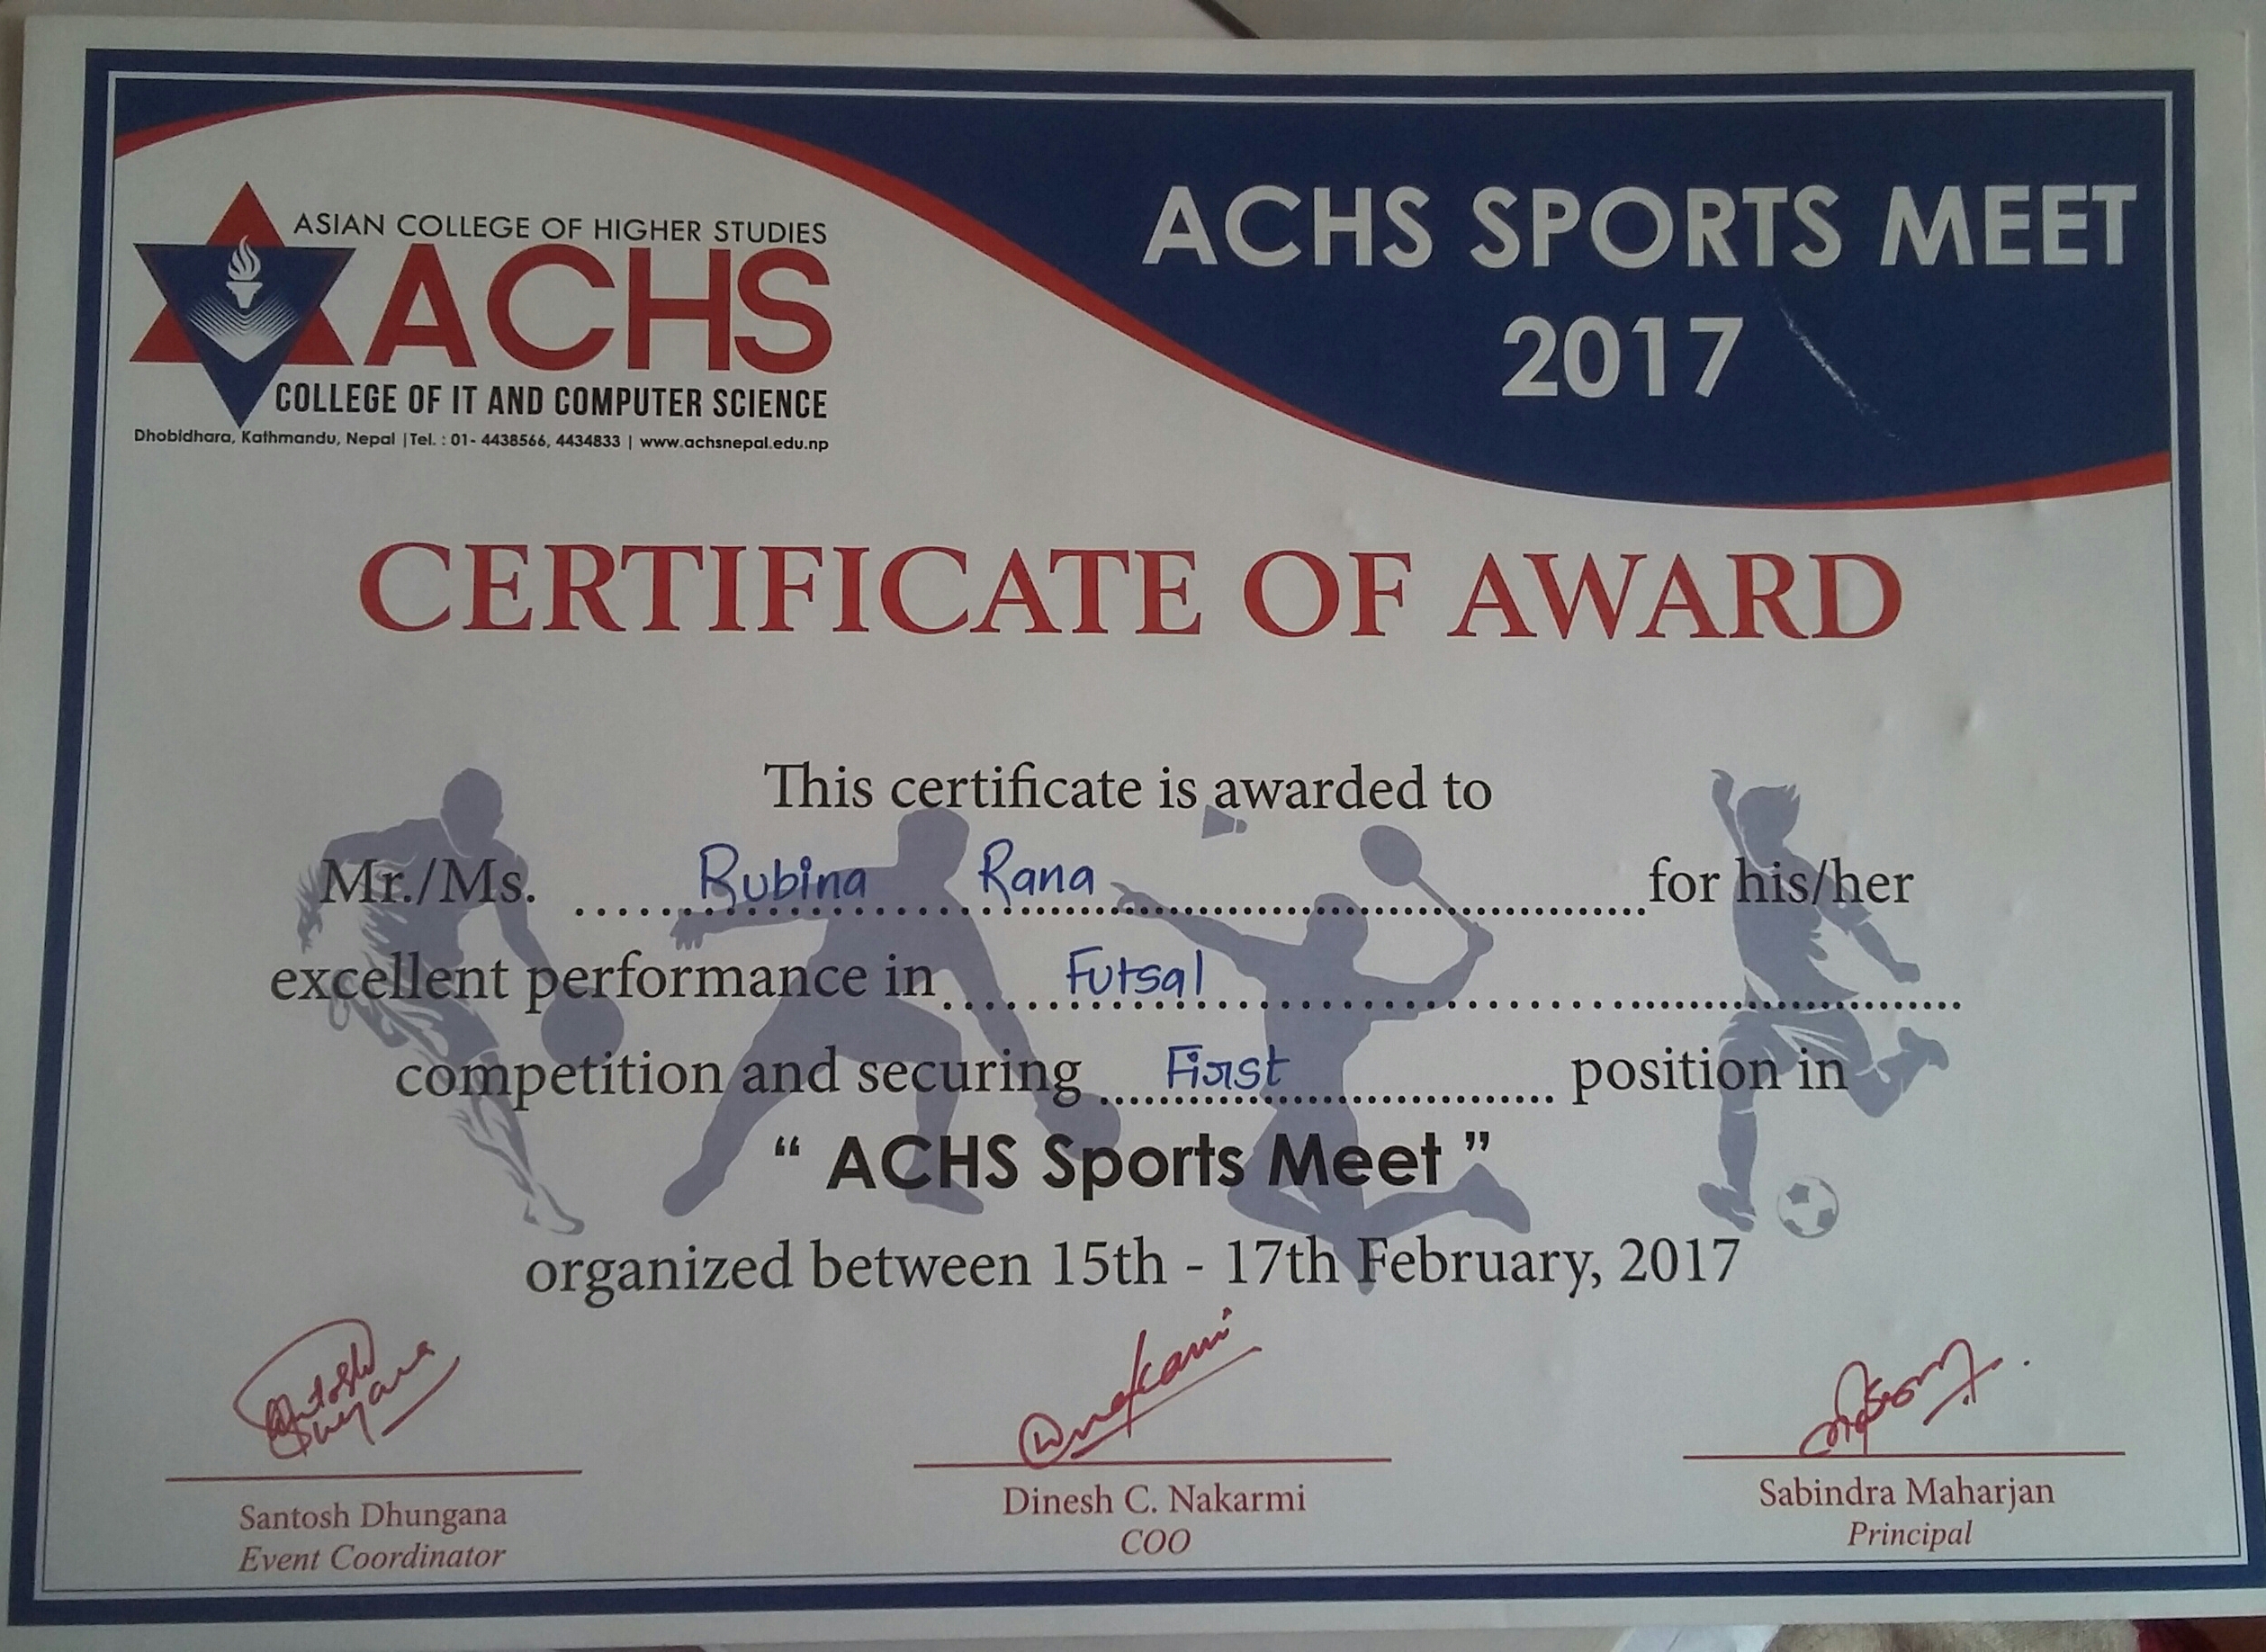 ASIAN COLLEGE OF HIGHER STUDIES
ACHS
COLLEGE OF IT AND COMPUTER SCIENCE
Dhobidhara, Kathmandu, Nepal |Tel. : 01- 4438566, 4434833 | www.achsnepal.edu.np
ACHS SPORTS MEET
2017
CERTIFICATE OF AWARD
This certificate is awarded to
Mr./Ms. Rubina Rana for his/her
excellent performance in Futsal
competition and securing First position in
“ ACHS Sports Meet ”
organized between 15th - 17th February, 2017
Santosh Dhungana
Event Coordinator
Dinesh C. Nakarmi
COO
Sabindra Maharjan
Principal